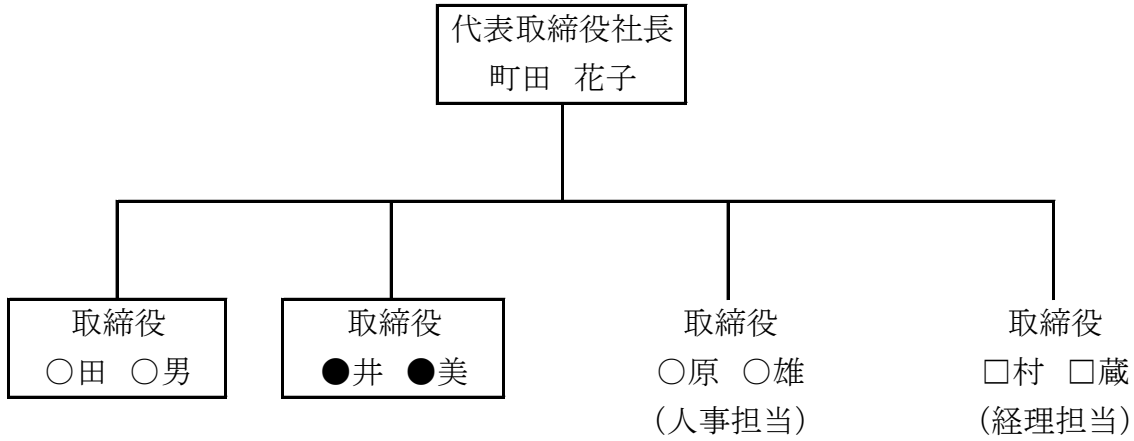 代表取締役社長
町田 花子
取締役
○田 ○男
取締役
●井 ●美
取締役
○原 ○雄
(人事担当)
取締役
□村 □蔵
(経理担当)